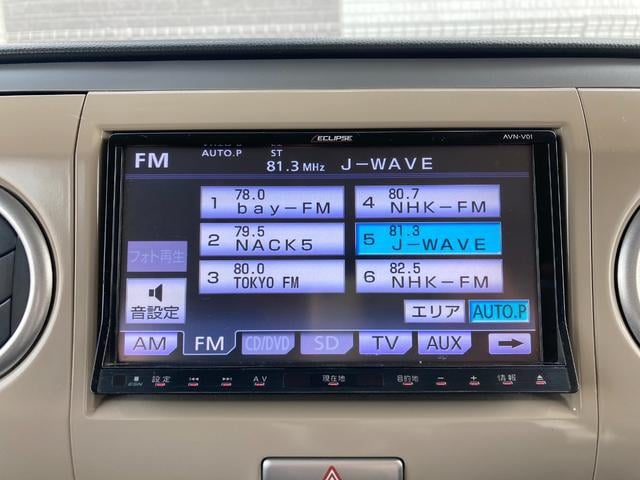 ECLIPSE
AVN-V01
FM
AUTO.P ST
81.3 MHz J-WAVE
1 78.0 bay-FM
4 80.7 NHK-FM
2 79.5 NACK5
5 81.3 J-WAVE
3 80.0 TOKYO FM
6 82.5 NHK-FM
フォト再生
音設定
エリア AUTO.P
AM FM CD/DVD SD TV AUX
ESN 設定 AV 現在地 目的地 − + 情報